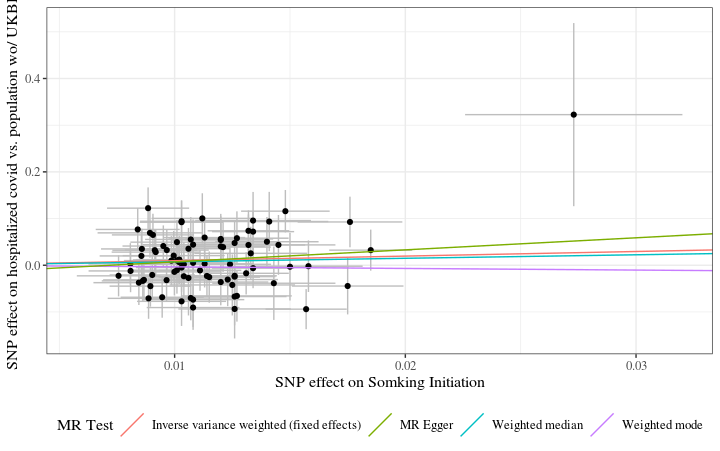 SNP effect on hospitalized covid vs. population wo/ UKBI
0.4
0.2
0.0
0.01
0.02
0.03
SNP effect on Somking Initiation
MR Test
Inverse variance weighted (fixed effects)
MR Egger
Weighted median
Weighted mode